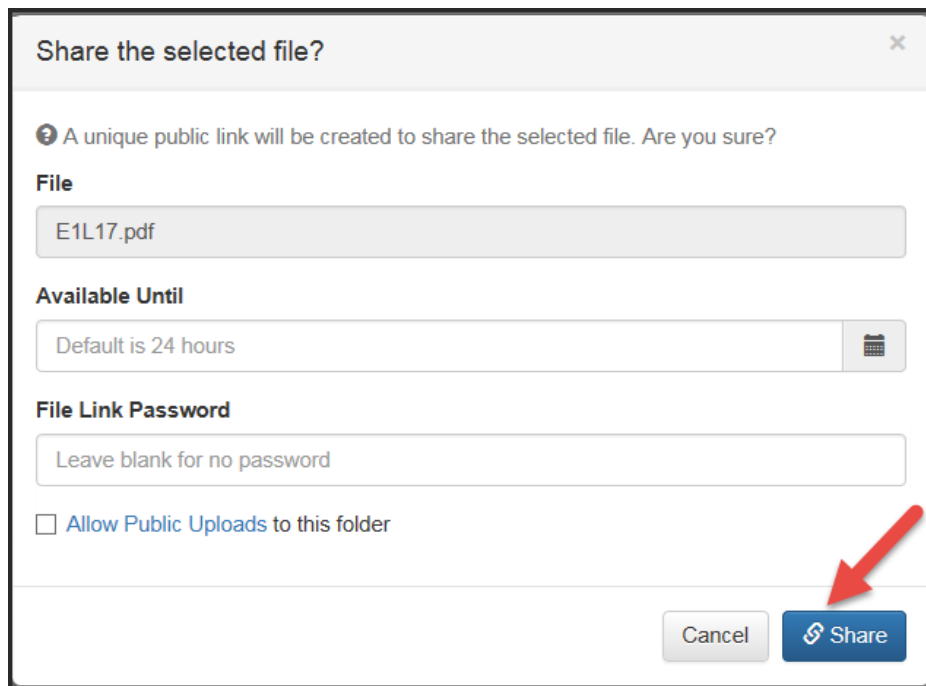 Share the selected file?
×
A unique public link will be created to share the selected file. Are you sure?
File
E1L17.pdf
Available Until
Default is 24 hours
File Link Password
Leave blank for no password
Allow Public Uploads to this folder
Cancel
Share